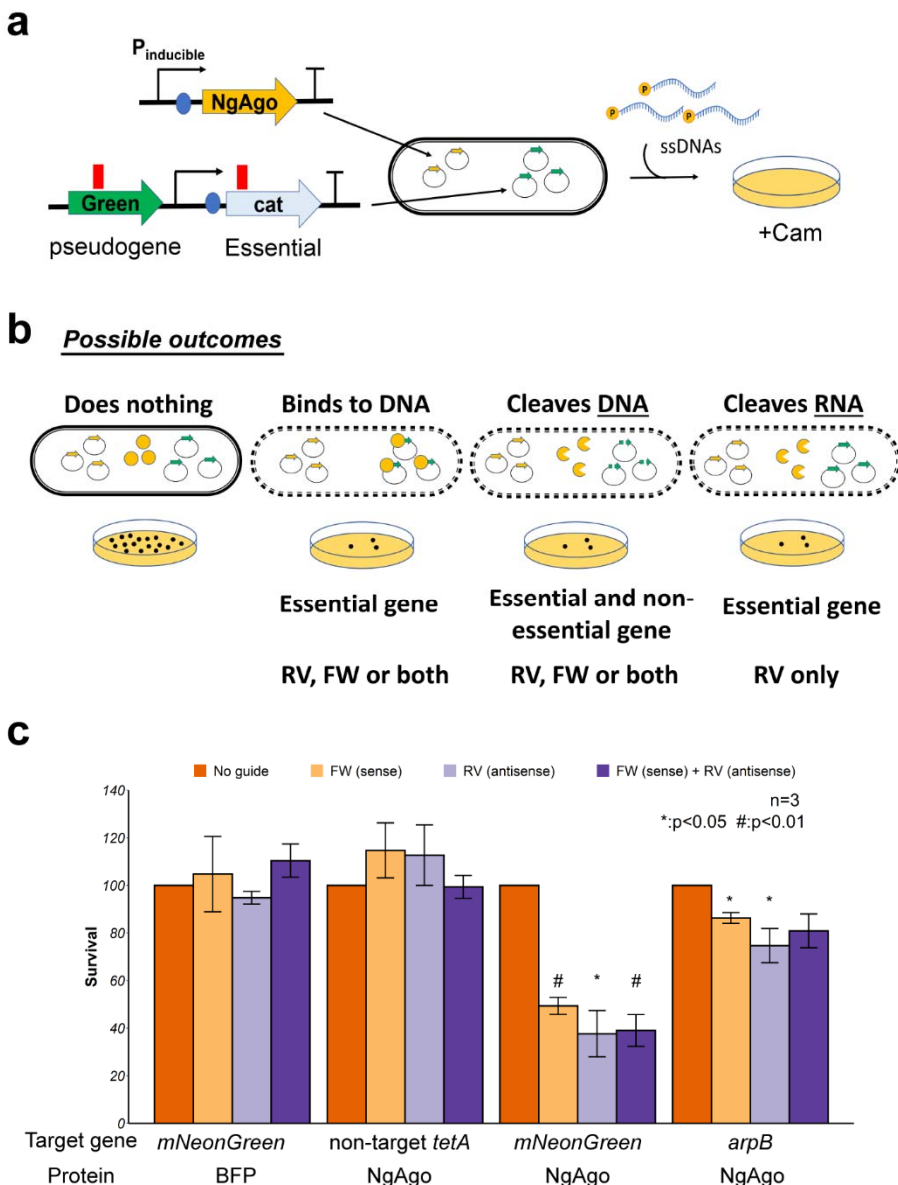 a
P inducible
NgAgo
P
P P
ssDNAs
Green
cat
pseudogene
Essential
+Cam
b
Possible outcomes
Does nothing
Binds to DNA
Cleaves DNA
Cleaves RNA
Essential gene
Essential and non-
essential gene
Essential gene
RV, FW or both
RV, FW or both
RV only
c
No guide
FW (sense)
RV (antisense)
FW (sense) + RV (antisense)
n=3
*:p<0.05 #:p<0.01
140
120
100
80
60
40
20
0
Survival
# * #
* *
Target gene mNeonGreen non-target tetA mNeonGreen arpB
Protein BFP NgAgo NgAgo NgAgo